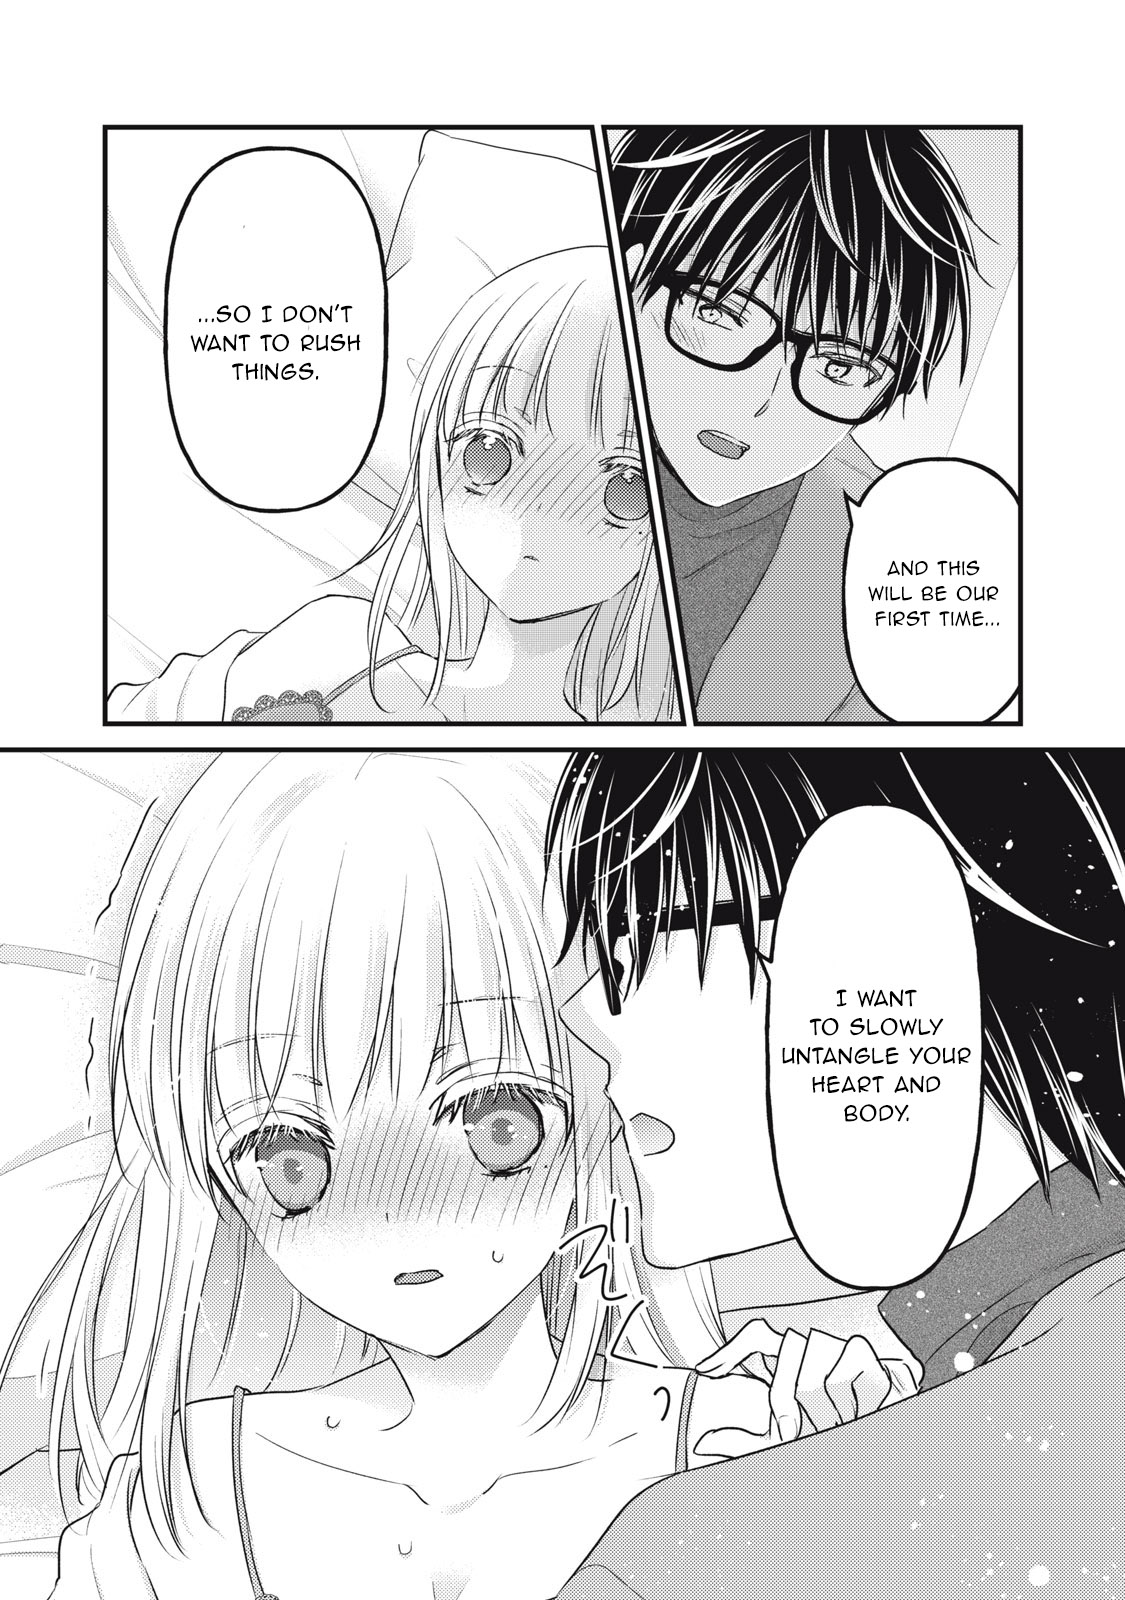 AND THIS
WILL BE OUR
FIRST TIME...
...SO I DON'T
WANT TO RUSH
THINGS.
I WANT
TO SLOWLY
UNTANGLE YOUR
HEART AND
BODY.